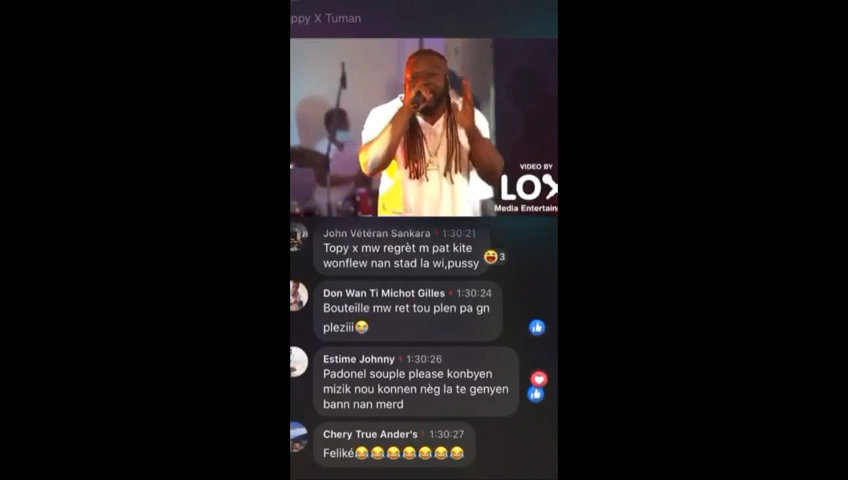 ppy X Tuman
VIDEO BY
LOX
Media Entertain
John Vétéran Sankara 1:30:21
Topy x mw regrèt m pat kite
wonflew nan stad la wi,pussy
😆 3
Don Wan Ti Michot Gilles 1:30:24
Bouteille mw ret tou plen pa gn
pleziii😂
Estime Johnny 1:30:26
Padonel souple please konbyen
mizik nou konnen nèg la te genyen
bann nan merd
Chery True Ander's 1:30:27
Feliké😂😂😂😂😂😂😂